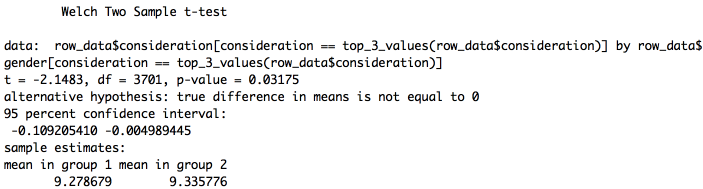 Welch Two Sample t-test
data:  row_data$consideration[consideration == top_3_values(row_data$consideration)] by row_data$
gender[consideration == top_3_values(row_data$consideration)]
t = -2.1483, df = 3701, p-value = 0.03175
alternative hypothesis: true difference in means is not equal to 0
95 percent confidence interval:
 -0.109205410 -0.004989445
sample estimates:
mean in group 1 mean in group 2
       9.278679        9.335776